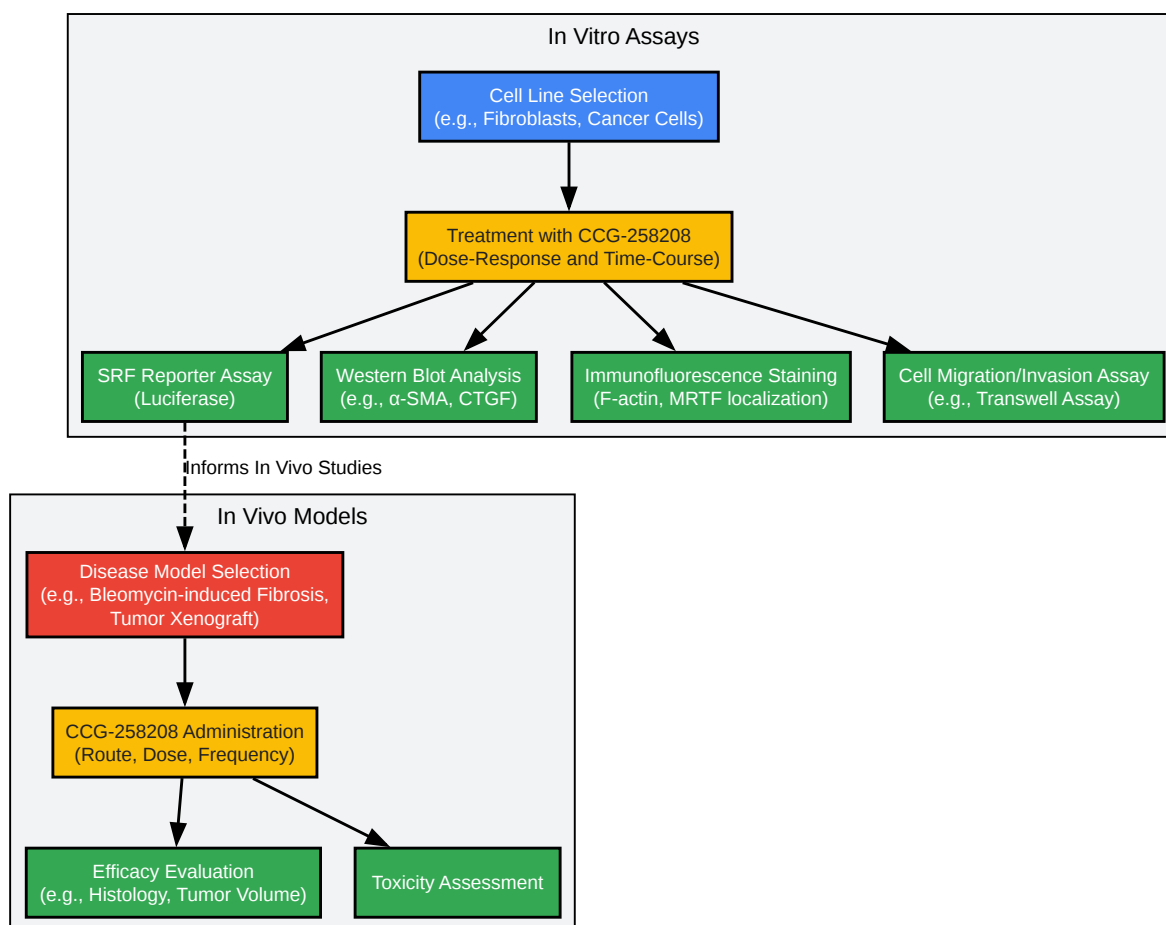 In Vitro Assays
Cell Line Selection
(e.g., Fibroblasts, Cancer Cells)
Treatment with CCG-258208
(Dose-Response and Time-Course)
SRF Reporter Assay
(Luciferase)
Western Blot Analysis
(e.g., α-SMA, CTGF)
Immunofluorescence Staining
(F-actin, MRTF localization)
Cell Migration/Invasion Assay
(e.g., Transwell Assay)
Informs In Vivo Studies
In Vivo Models
Disease Model Selection
(e.g., Bleomycin-induced Fibrosis,
Tumor Xenograft)
CCG-258208 Administration
(Route, Dose, Frequency)
Efficacy Evaluation
(e.g., Histology, Tumor Volume)
Toxicity Assessment